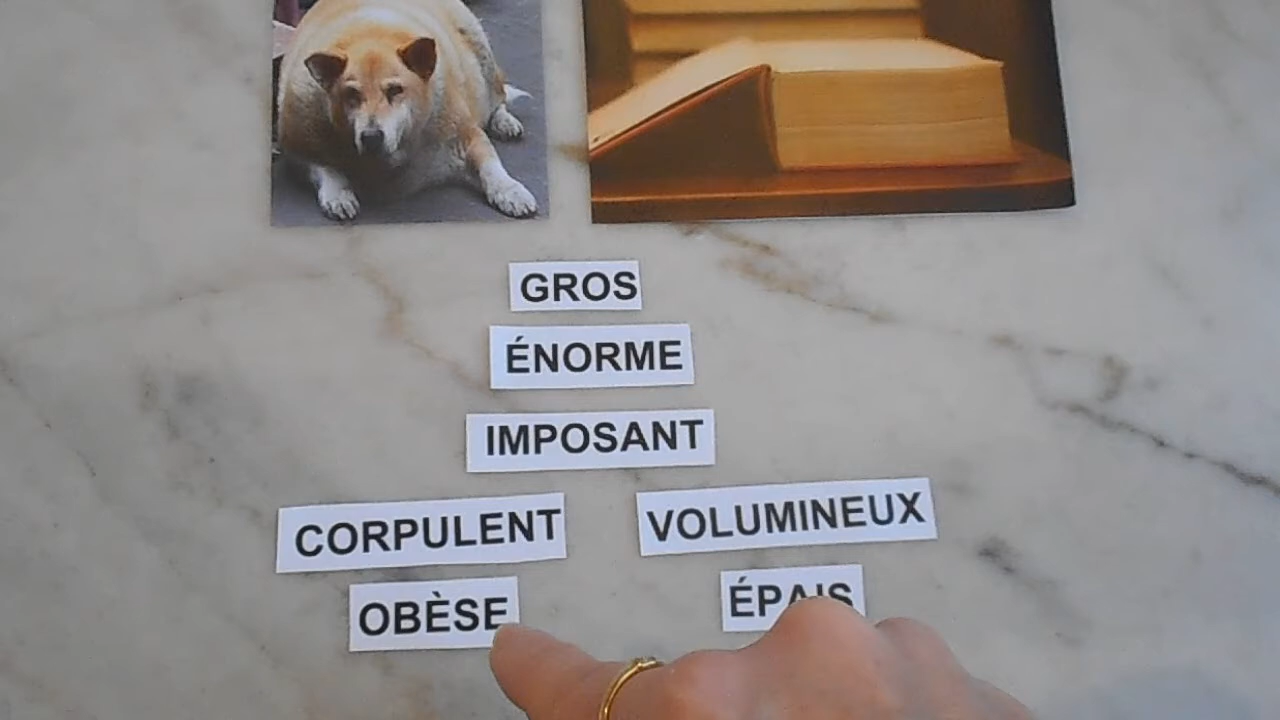 GROS
ÉNORME
IMPOSANT
CORPULENT VOLUMINEUX
OBÈSE ÉPAIS